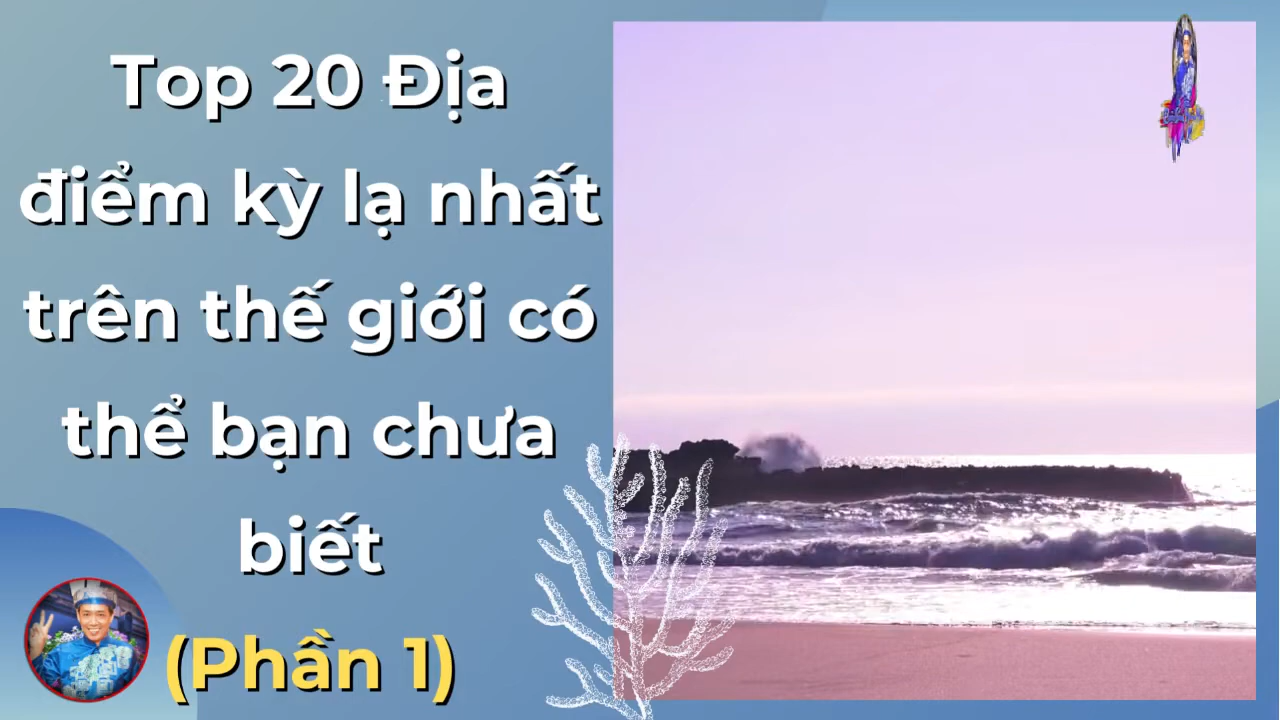 Top 20 Địa
điểm kỳ lạ nhất
trên thế giới có
thể bạn chưa
biết
(Phần 1)